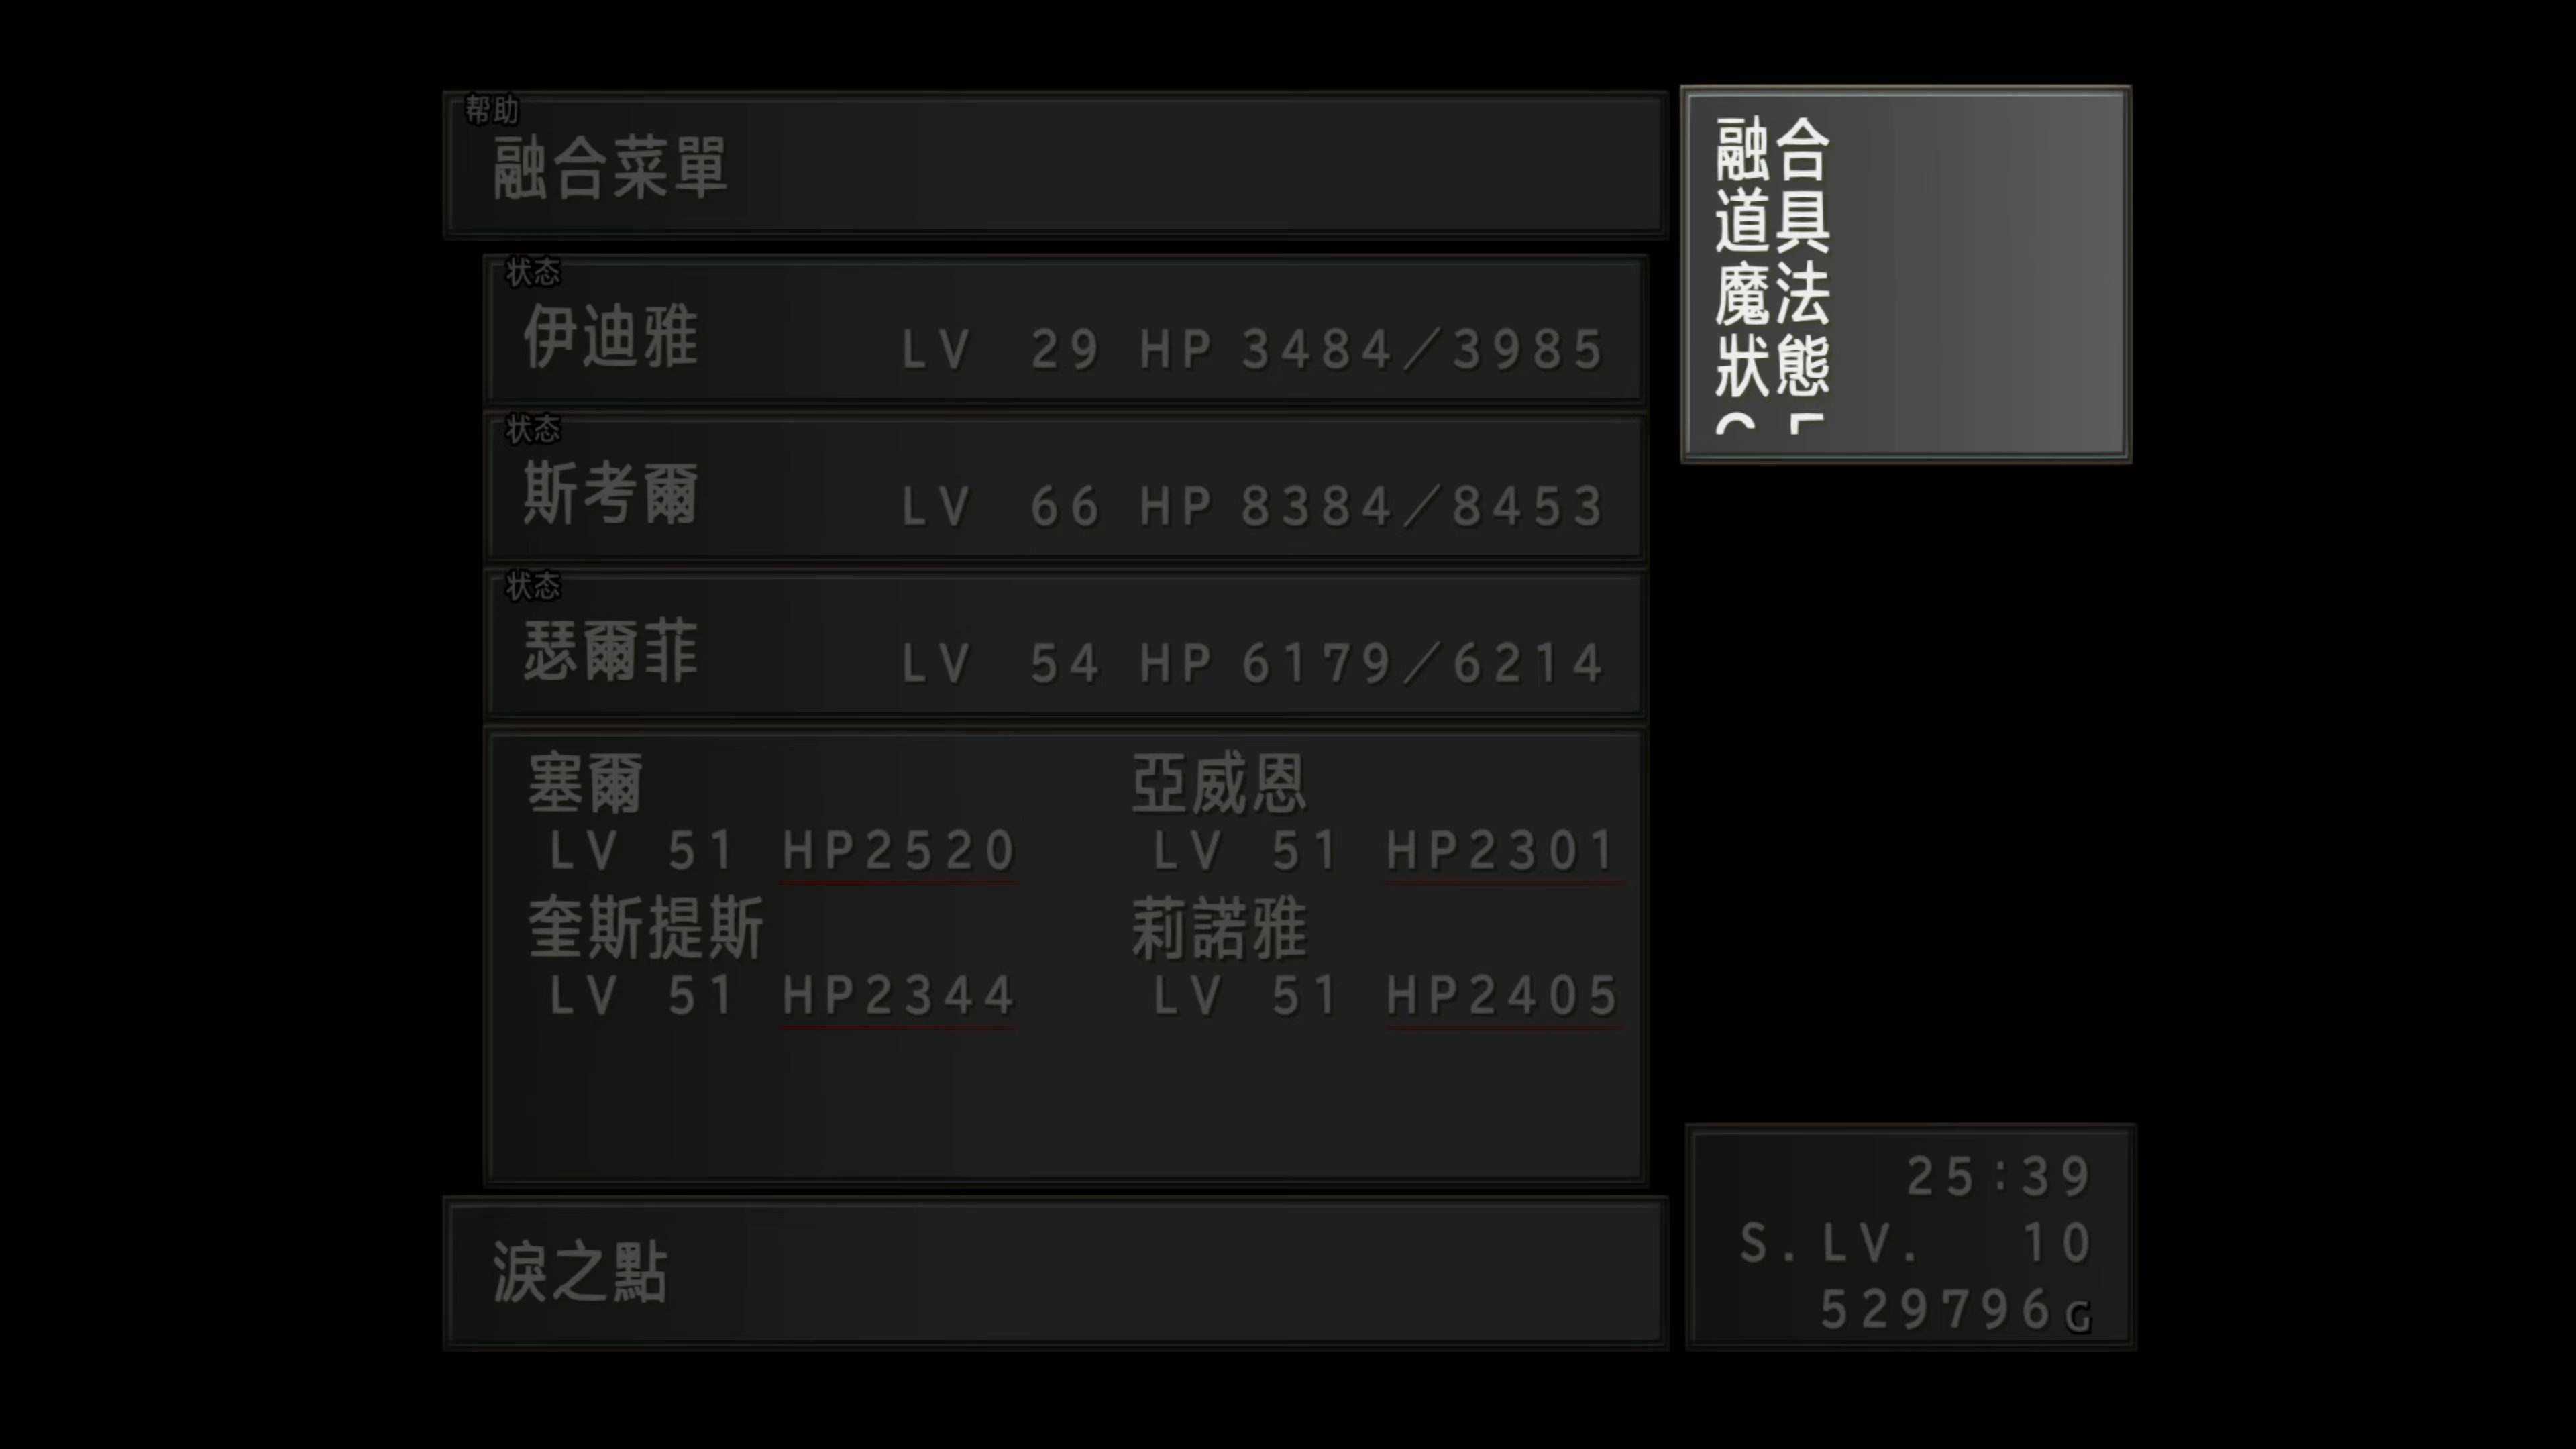 帮助
融合菜單
状态
伊迪雅 LV 29 HP 3484／3985
状态
斯考爾 LV 66 HP 8384／8453
状态
瑟爾菲 LV 54 HP 6179／6214
塞爾 亞威恩
LV 51 HP2520 LV 51 HP2301
奎斯提斯 莉諾雅
LV 51 HP2344 LV 51 HP2405
淚之點
融合
道具
魔法
狀態
25:39
S.LV. 10
529796G